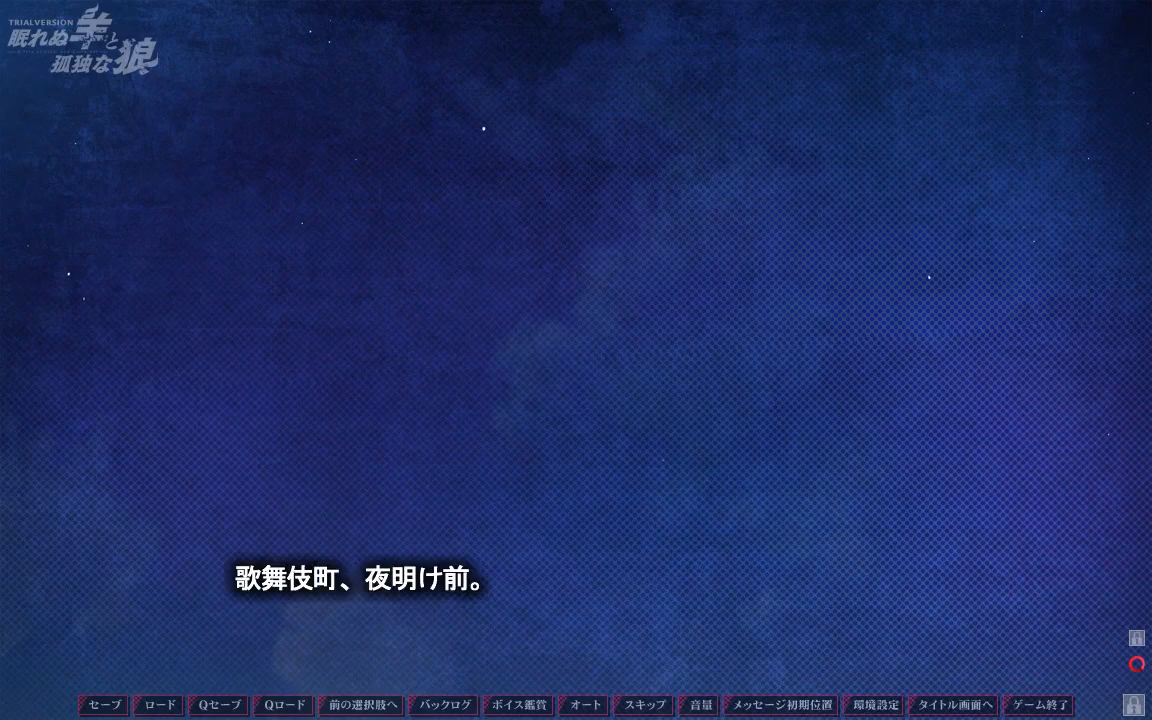 TRIALVERSION
眠れぬ羊と
孤独な狼
歌舞伎町、夜明け前。
セーブ ロード Qセーブ Qロード 前の選択肢へ バックログ ボイス鑑賞 オート スキップ 音量 メッセージ初期位置 環境設定 タイトル画面へ ゲーム終了